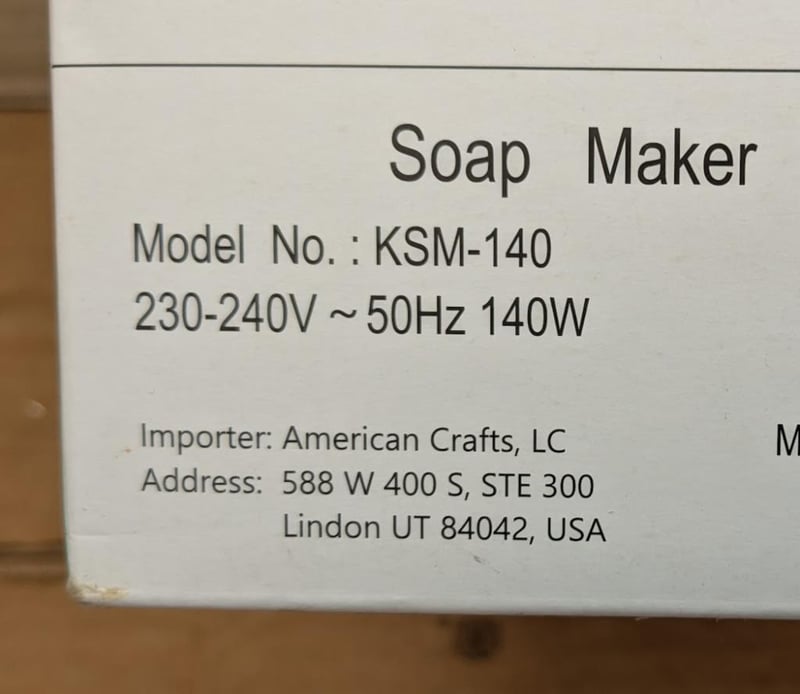 Soap Maker
Model No. : KSM-140
230-240V ~ 50Hz 140W
Importer: American Crafts, LC
M
Address: 588 W 400 S, STE 300
Lindon UT 84042, USA